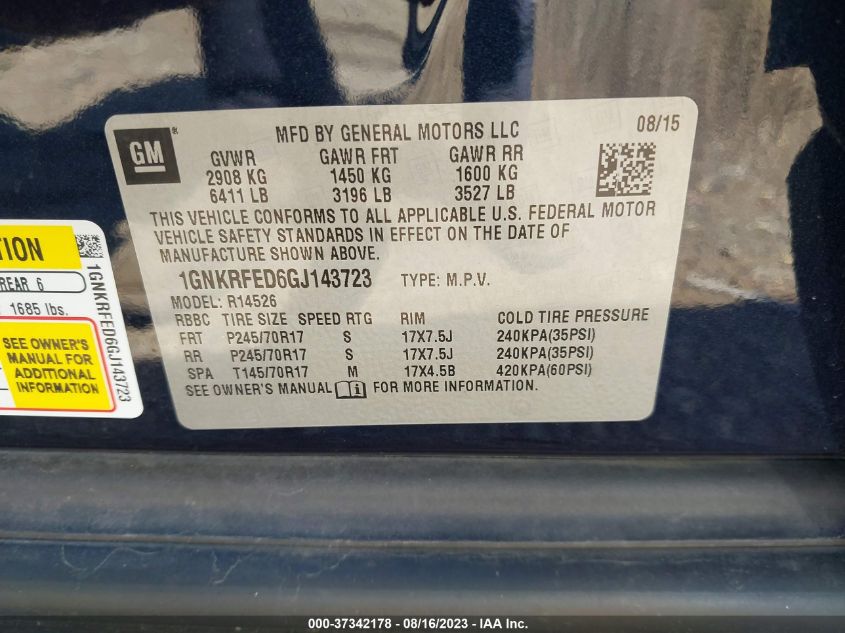 GM ®
MFD BY GENERAL MOTORS LLC
08/15
GVWR GAWR FRT GAWR RR
2908 KG 1450 KG 1600 KG
6411 LB 3196 LB 3527 LB
THIS VEHICLE CONFORMS TO ALL APPLICABLE U.S. FEDERAL MOTOR
VEHICLE SAFETY STANDARDS IN EFFECT ON THE DATE OF
MANUFACTURE SHOWN ABOVE.
1GNKRFED6GJ143723 TYPE: M.P.V.
MODEL: R14526
RBBC TIRE SIZE SPEED RTG RIM COLD TIRE PRESSURE
FRT P245/70R17 S 17X7.5J 240KPA(35PSI)
RR P245/70R17 S 17X7.5J 240KPA(35PSI)
SPA T145/70R17 M 17X4.5B 420KPA(60PSI)
SEE OWNER'S MANUAL FOR MORE INFORMATION.
REAR 6
1685 lbs.
SEE OWNER'S
MANUAL FOR
ADDITIONAL
INFORMATION
1GNKRFED6GJ143723
000-37342178 - 08/16/2023 - IAA Inc.